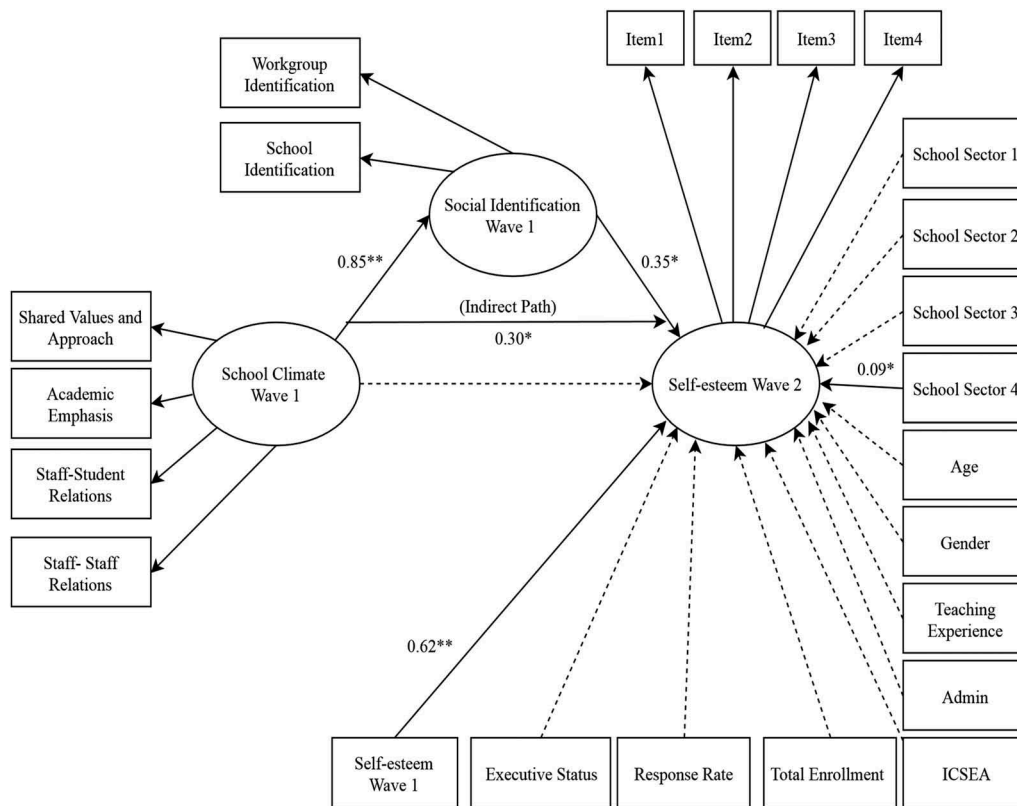 Item1
Item2
Item3
Item4
Workgroup
Identification
School
Identification
Social Identification
Wave 1
School Sector 1
School Sector 2
School Sector 3
School Sector 4
0.85**
0.35*
(Indirect Path)
0.30*
0.09*
Shared Values and
Approach
Academic
Emphasis
Staff-Student
Relations
Staff- Staff
Relations
School Climate
Wave 1
Self-esteem Wave 2
Age
Gender
Teaching
Experience
Admin
0.62**
Self-esteem
Wave 1
Executive Status
Response Rate
Total Enrollment
ICSEA